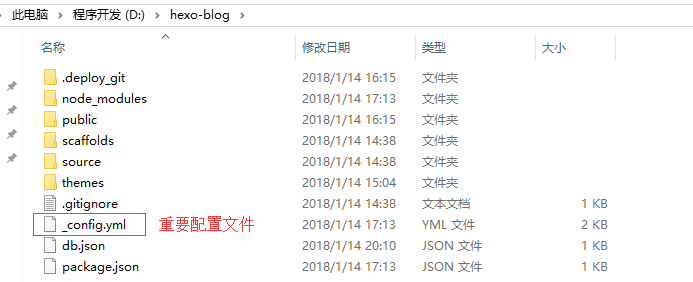 此电脑 > 程序开发 (D:) > hexo-blog >
名称 修改日期 类型 大小
.deploy_git 2018/1/14 16:15 文件夹
node_modules 2018/1/14 17:13 文件夹
public 2018/1/14 16:15 文件夹
scaffolds 2018/1/14 14:38 文件夹
source 2018/1/14 14:38 文件夹
themes 2018/1/14 15:04 文件夹
.gitignore 2018/1/14 14:38 文本文档 1 KB
_config.yml 重要配置文件 2018/1/14 17:13 YML 文件 2 KB
db.json 2018/1/14 20:10 JSON 文件 1 KB
package.json 2018/1/14 17:13 JSON 文件 1 KB